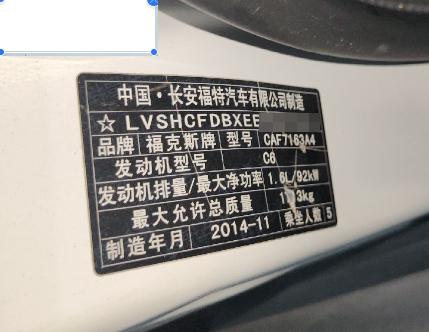 中国·长安福特汽车有限公司制造
☆ LVSHCFDBXEE
品牌 福克斯牌 型号 CAF7163A4
发动机型号 C6
发动机排量/最大净功率 1.6L/92kW
最大允许总质量
制造年月 2014-11 乘坐人数 5